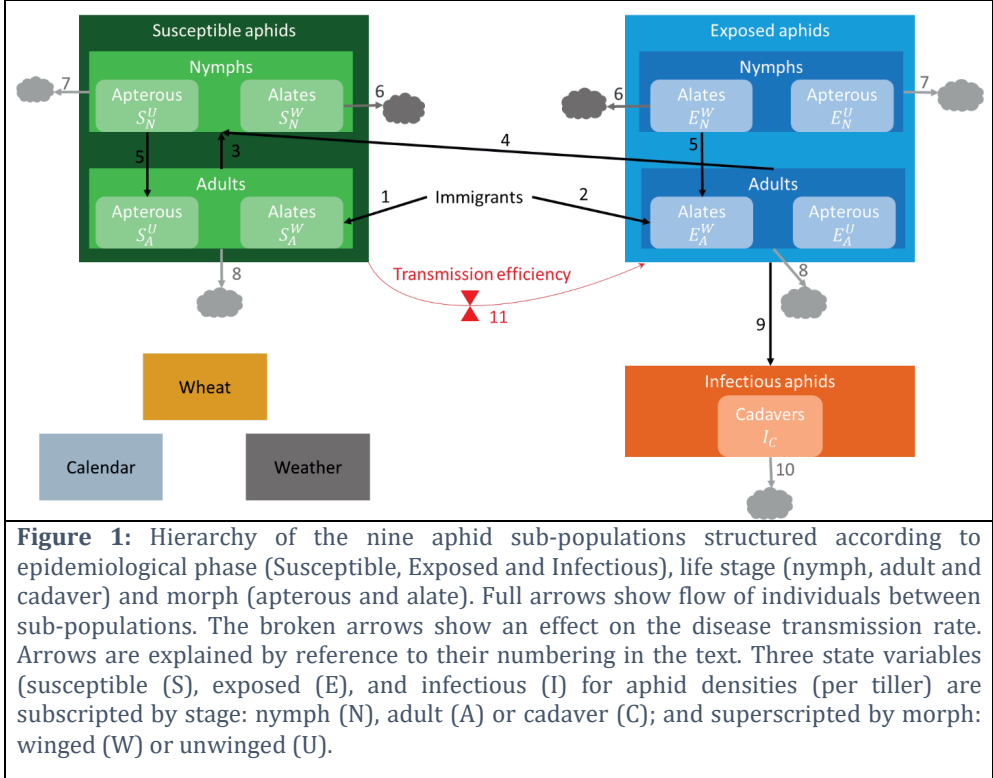 Susceptible aphids
Nymphs
Apterous
S_N^U
Alates
S_N^W
7
6
5
3
Adults
Apterous
S_A^U
Alates
S_A^W
8
Exposed aphids
Nymphs
Alates
E_N^W
Apterous
E_N^U
6
7
5
4
Adults
Alates
E_A^W
Apterous
E_A^U
8
1
Immigrants
2
Transmission efficiency
11
9
Infectious aphids
Cadavers
I_C
10
Wheat
Calendar
Weather
Figure 1: Hierarchy of the nine aphid sub-populations structured according to
epidemiological phase (Susceptible, Exposed and Infectious), life stage (nymph, adult and
cadaver) and morph (apterous and alate). Full arrows show flow of individuals between
sub-populations. The broken arrows show an effect on the disease transmission rate.
Arrows are explained by reference to their numbering in the text. Three state variables
(susceptible (S), exposed (E), and infectious (I) for aphid densities (per tiller) are
subscripted by stage: nymph (N), adult (A) or cadaver (C); and superscripted by morph:
winged (W) or unwinged (U).